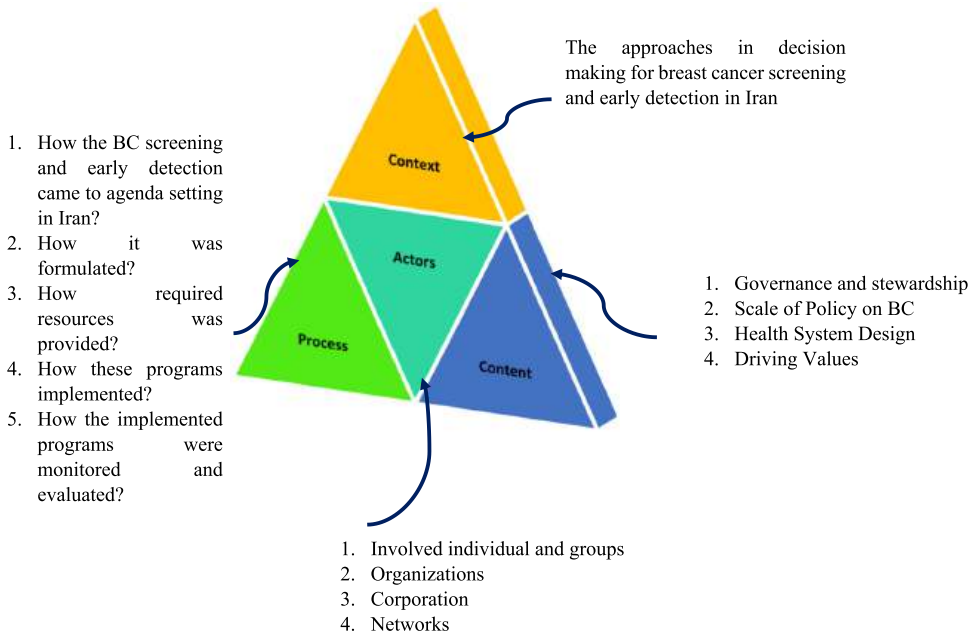 The approaches in decision
making for breast cancer screening
and early detection in Iran
1. How the BC screening
and early detection
came to agenda setting
in Iran?
2. How it was
formulated?
3. How required
resources was
provided?
4. How these programs
implemented?
5. How the implemented
programs were
monitored and
evaluated?
Context
Actors
Process
Content
1. Governance and stewardship
2. Scale of Policy on BC
3. Health System Design
4. Driving Values
1. Involved individual and groups
2. Organizations
3. Corporation
4. Networks